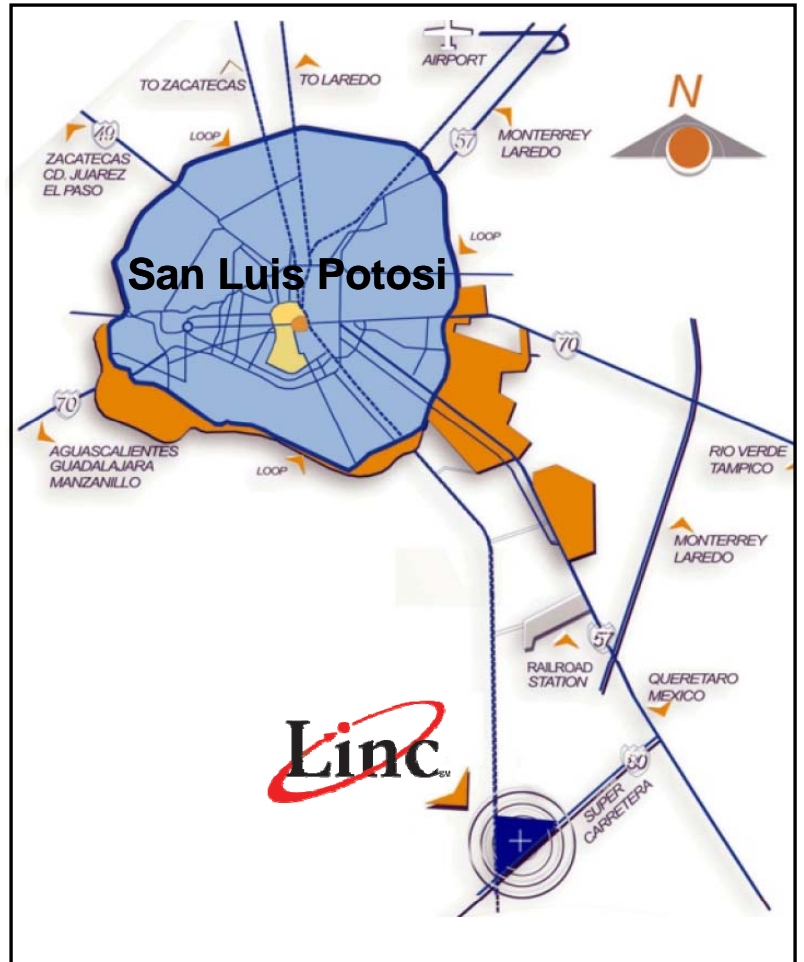 TO ZACATECAS
TO LAREDO
AIRPORT
N
49
LOOP
57
MONTERREY
LAREDO
ZACATECAS
CD. JUAREZ
EL PASO
LOOP
San Luis Potosi
70
70
AGUASCALIENTES
GUADALAJARA
MANZANILLO
LOOP
RIO VERDE
TAMPICO
MONTERREY
LAREDO
57
RAILROAD
STATION
QUERETARO
MEXICO
Linc
SM
80
SUPER
CARRETERA